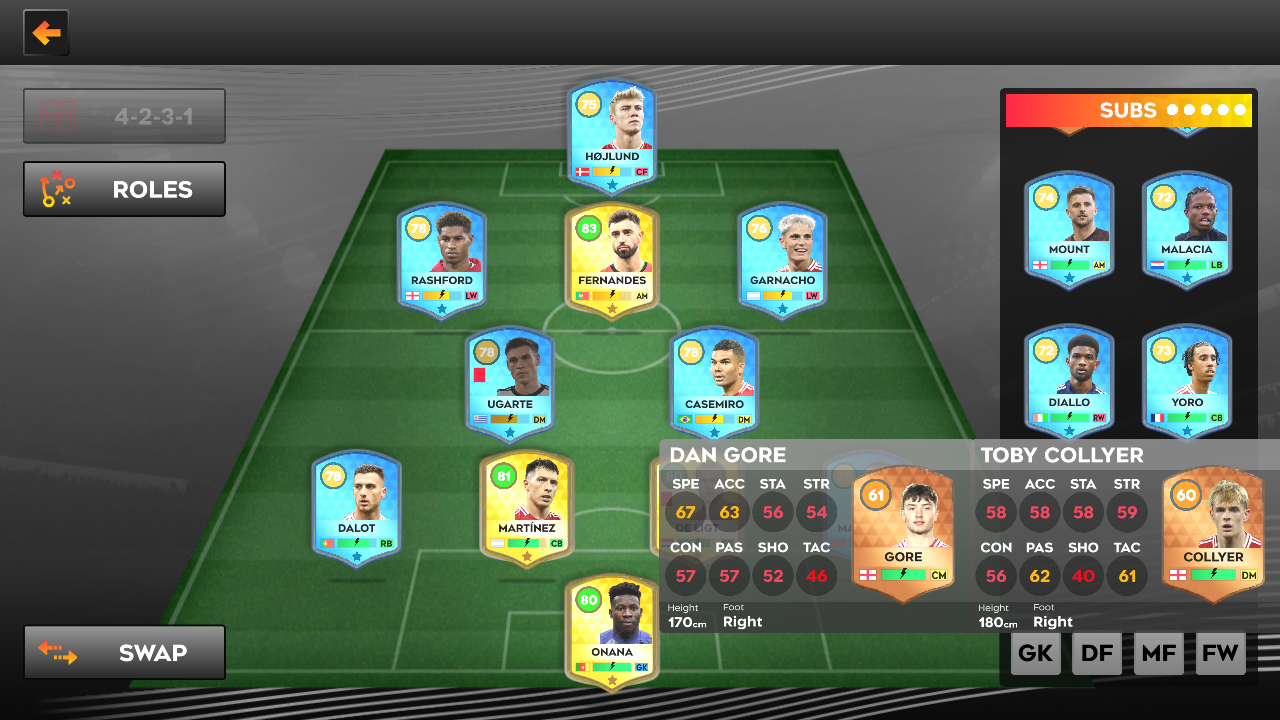 4-2-3-1
ROLES
SUBS
75
HØJLUND
CF
78
RASHFORD
LW
83
FERNANDES
AM
76
GARNACHO
LW
74
MOUNT
AM
72
MALACIA
LB
78
UGARTE
DM
78
CASEMIRO
DM
72
DIALLO
RW
73
YORO
CB
78
DALOT
RB
81
MARTÍNEZ
CB
DE LIGT
MA
80
ONANA
GK
DAN GORE
SPE ACC STA STR
67 63 56 54
CON PAS SHO TAC
57 57 52 46
Height Foot
170cm Right
61
GORE
CM
TOBY COLLYER
SPE ACC STA STR
58 58 58 59
CON PAS SHO TAC
56 62 40 61
Height Foot
180cm Right
60
COLLYER
DM
SWAP
GK DF MF FW